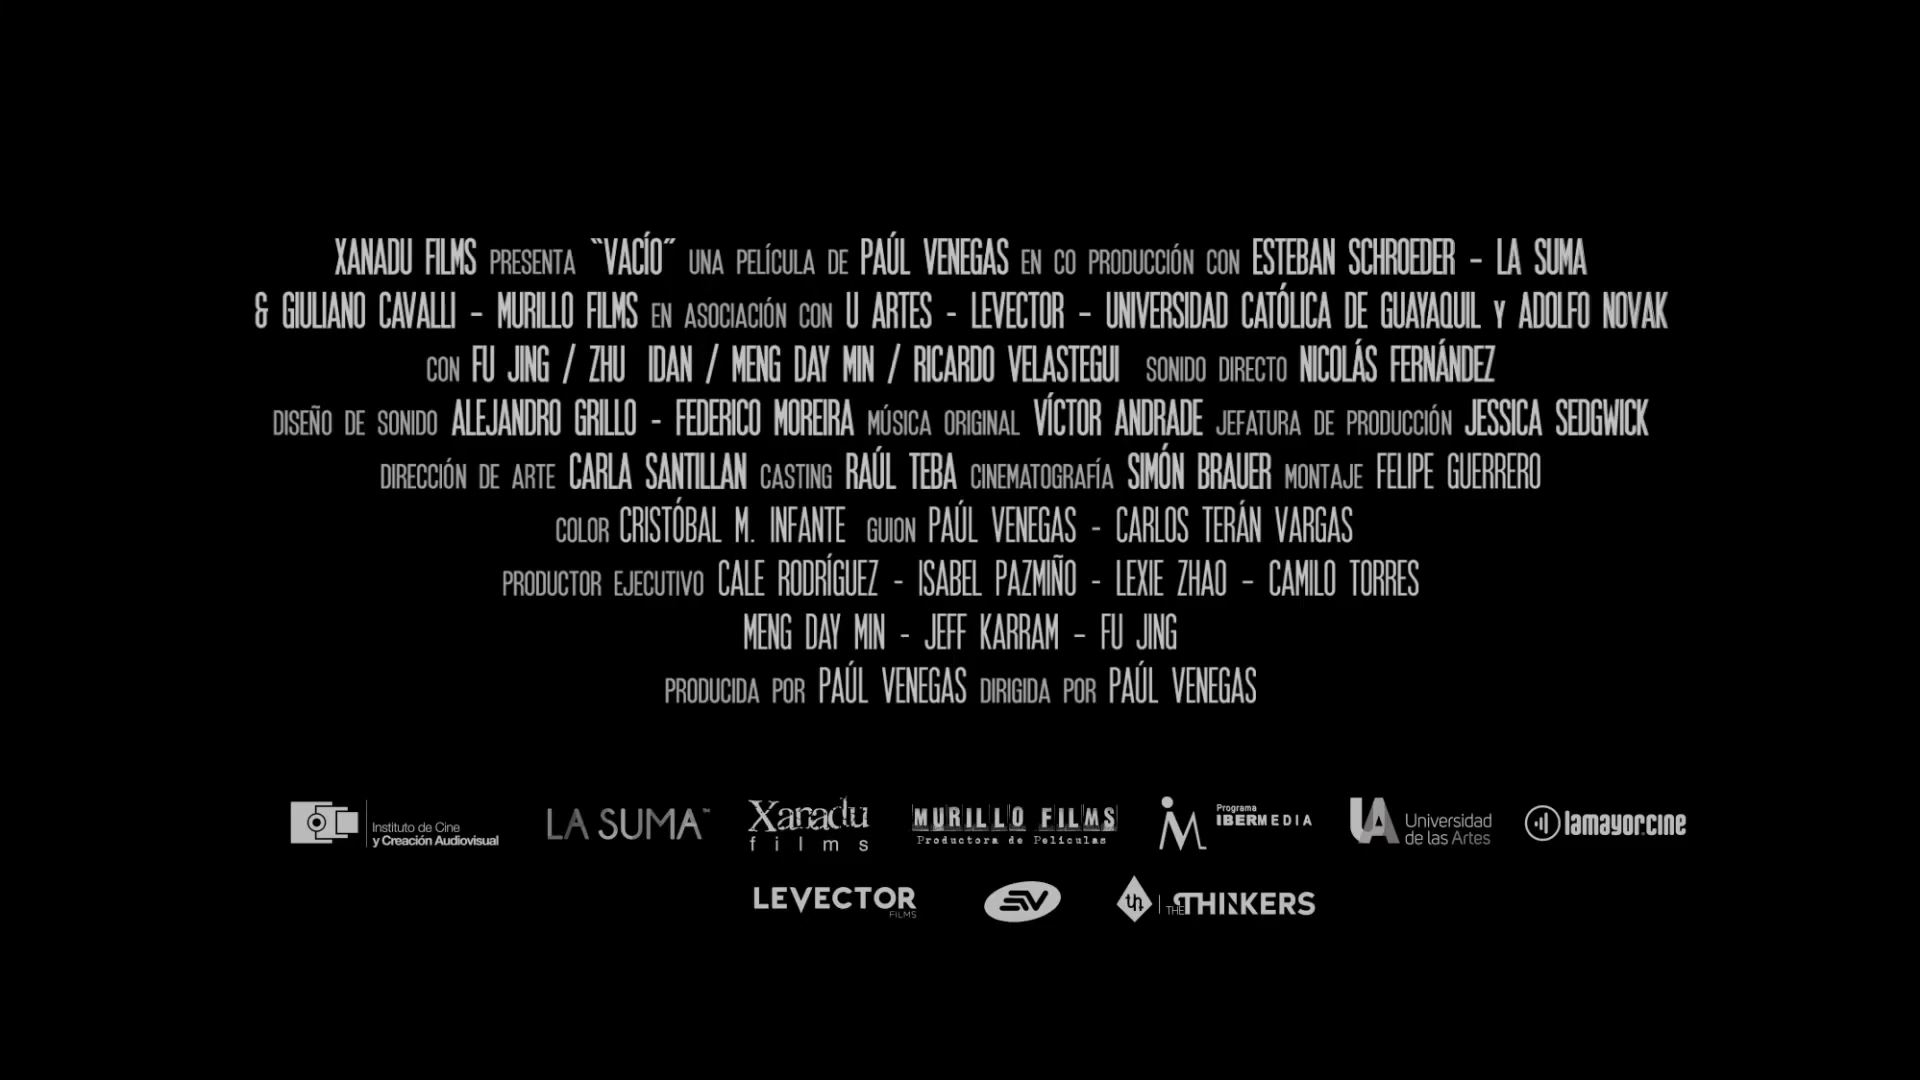 XANADU FILMS PRESENTA “VACÍO” UNA PELÍCULA DE PAÚL VENEGAS EN CO PRODUCCIÓN CON ESTEBAN SCHROEDER - LA SUMA
& GIULIANO CAVALLI - MURILLO FILMS EN ASOCIACIÓN CON U ARTES - LEVECTOR - UNIVERSIDAD CATÓLICA DE GUAYAQUIL Y ADOLFO NOVAK
CON FU JING / ZHU IDAN / MENG DAY MIN / RICARDO VELASTEGUI SONIDO DIRECTO NICOLÁS FERNÁNDEZ
DISEÑO DE SONIDO ALEJANDRO GRILLO - FEDERICO MOREIRA MÚSICA ORIGINAL VÍCTOR ANDRADE JEFATURA DE PRODUCCIÓN JESSICA SEDGWICK
DIRECCIÓN DE ARTE CARLA SANTILLAN CASTING RAÚL TEBA CINEMATOGRAFÍA SIMÓN BRAUER MONTAJE FELIPE GUERRERO
COLOR CRISTÓBAL M. INFANTE GUION PAÚL VENEGAS - CARLOS TERÁN VARGAS
PRODUCTOR EJECUTIVO CALE RODRÍGUEZ - ISABEL PAZMIÑO - LEXIE ZHAO - CAMILO TORRES
MENG DAY MIN - JEFF KARRAM - FU JING
PRODUCIDA POR PAÚL VENEGAS DIRIGIDA POR PAÚL VENEGAS
Instituto de Cine
y Creación Audiovisual
LA SUMA™
Xanadu
films
MURILLO FILMS
Productora de Películas
Programa
IBERMEDIA
UA
Universidad
de las Artes
lamayor.cine
LEVECTOR
FILMS
th
THE THINKERS